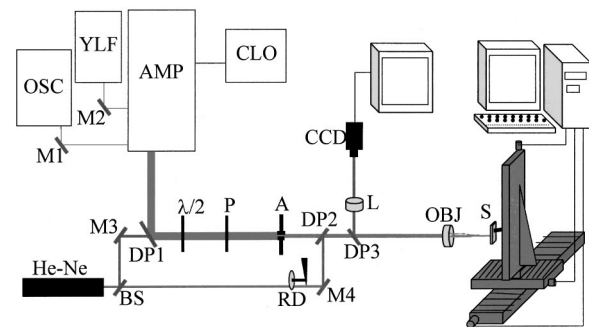 YLF
OSC
AMP
CLO
M2
M1
CCD
λ/2
P
A
DP2
L
OBJ
S
M3
DP1
DP3
He-Ne
BS
RD
M4